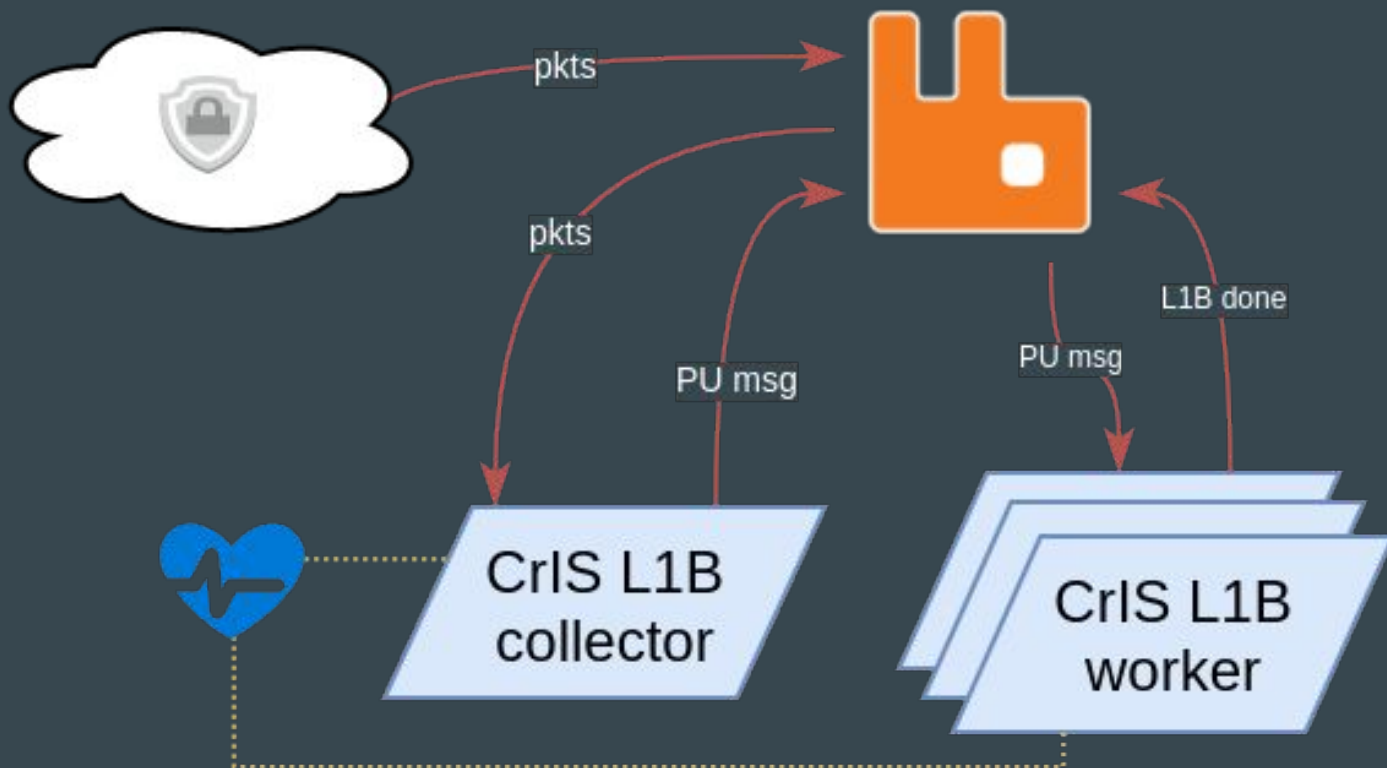 pkts
pkts
PU msg
PU msg
L1B done
CrIS L1B
collector
CrIS L1B
worker